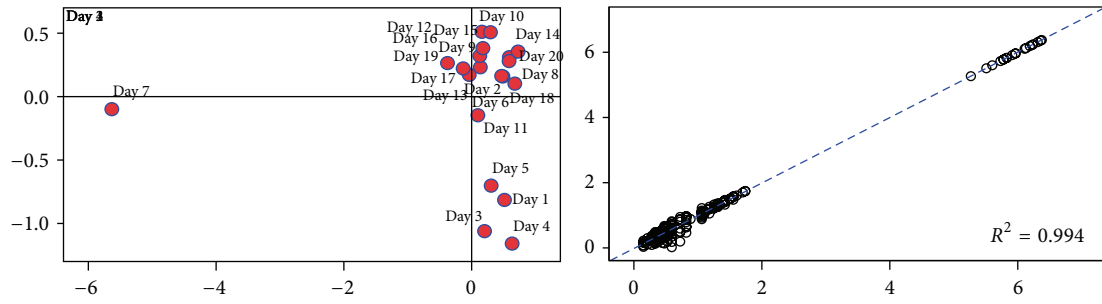 Day 10
Day 12 Day 15
Day 16 Day 14
Day 9
Day 19 Day 20
Day 17 Day 8
Day 7 Day 2
Day 13 Day 18
Day 6
Day 11
Day 5
Day 1
Day 3
Day 4
0.5
0.0
−0.5
−1.0
−6 −4 −2 0
6
4
2
0
R² = 0.994
0 2 4 6